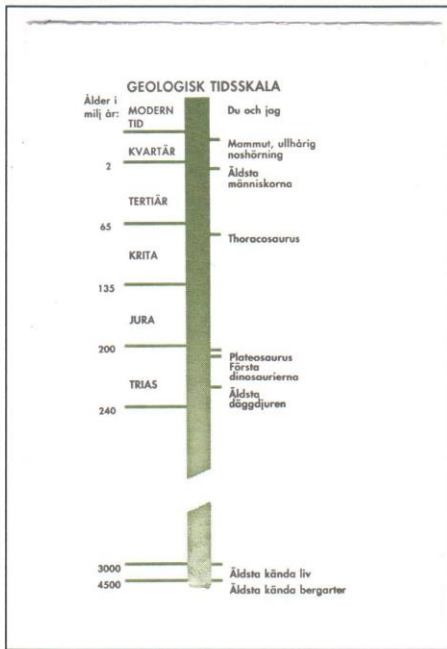 GEOLOGISK TIDSSKALA
Ålder i
milj år:
MODERN
TID
Du och jag
Mammut, ullhårig
noshörning
KVARTÄR
2
Äldsta
människorna
TERTIÄR
65
Thoracosaurus
KRITA
135
JURA
200
Plateosaurus
Första
dinosaurierna
TRIAS
Äldsta
däggdjuren
240
3000
Äldsta kända liv
4500
Äldsta kända bergarter